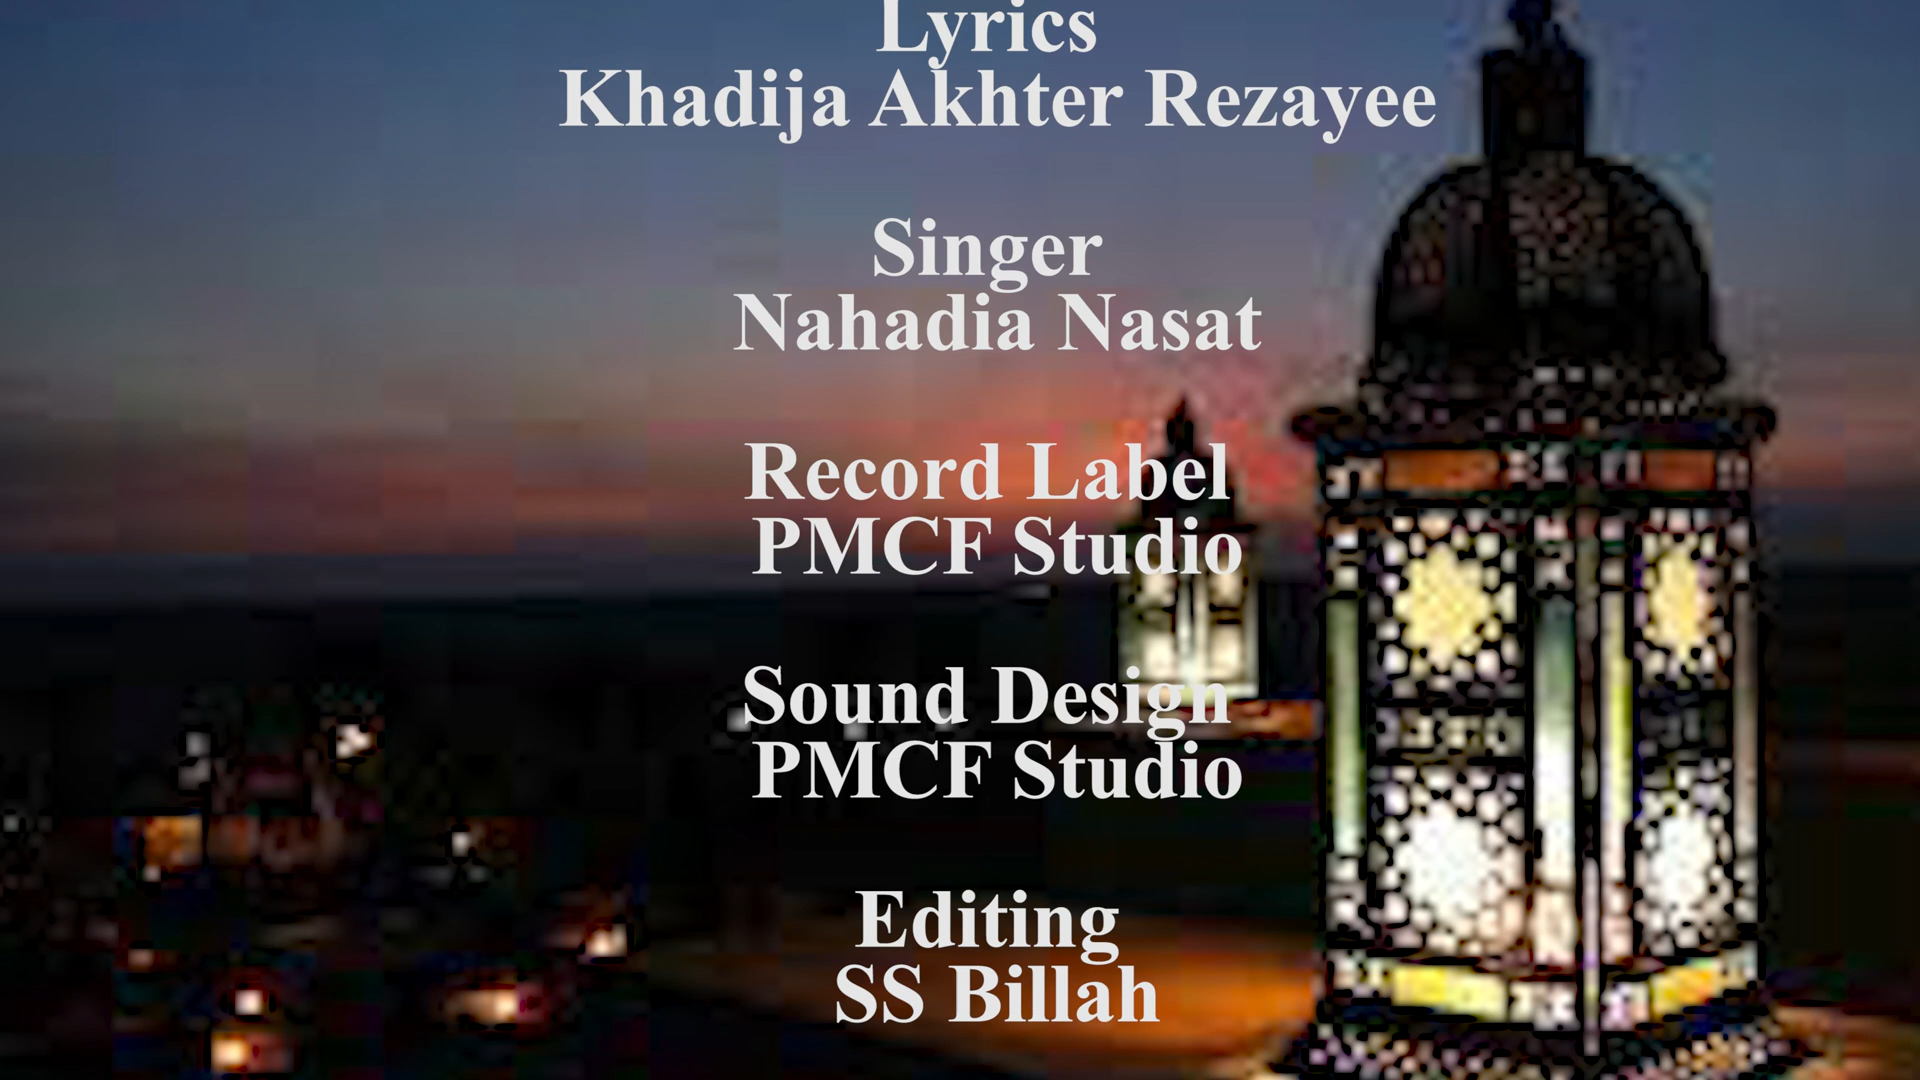 Lyrics
Khadija Akhter Rezayee
Singer
Nahadia Nasat
Record Label
PMCF Studio
Sound Design
PMCF Studio
Editing
SS Billah